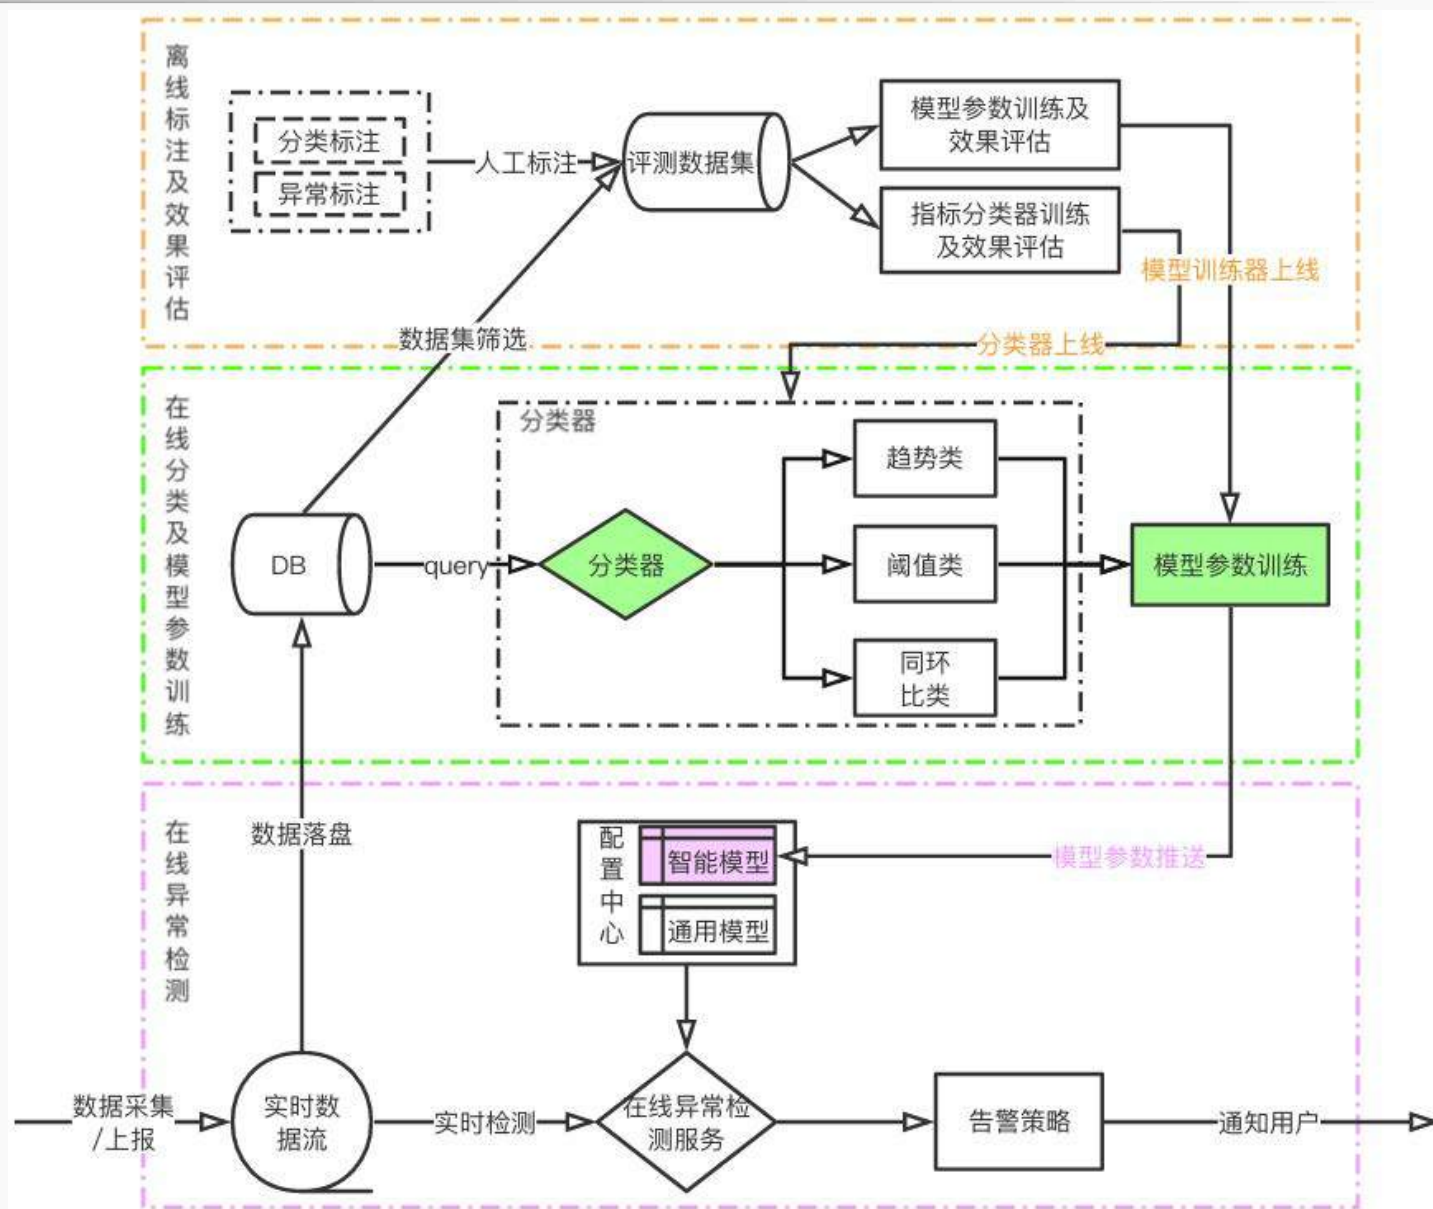 离线标注及效果评估
分类标注
异常标注
人工标注
评测数据集
模型参数训练及
效果评估
指标分类器训练
及效果评估
模型训练器上线
数据集筛选
分类器上线
在线分类及模型参数训练
分类器
DB
query
分类器
趋势类
阈值类
同环
比类
模型参数训练
在线异常检测
数据落盘
配置中心
智能模型
通用模型
模型参数推送
数据采集
/上报
实时数
据流
实时检测
在线异常检
测服务
告警策略
通知用户